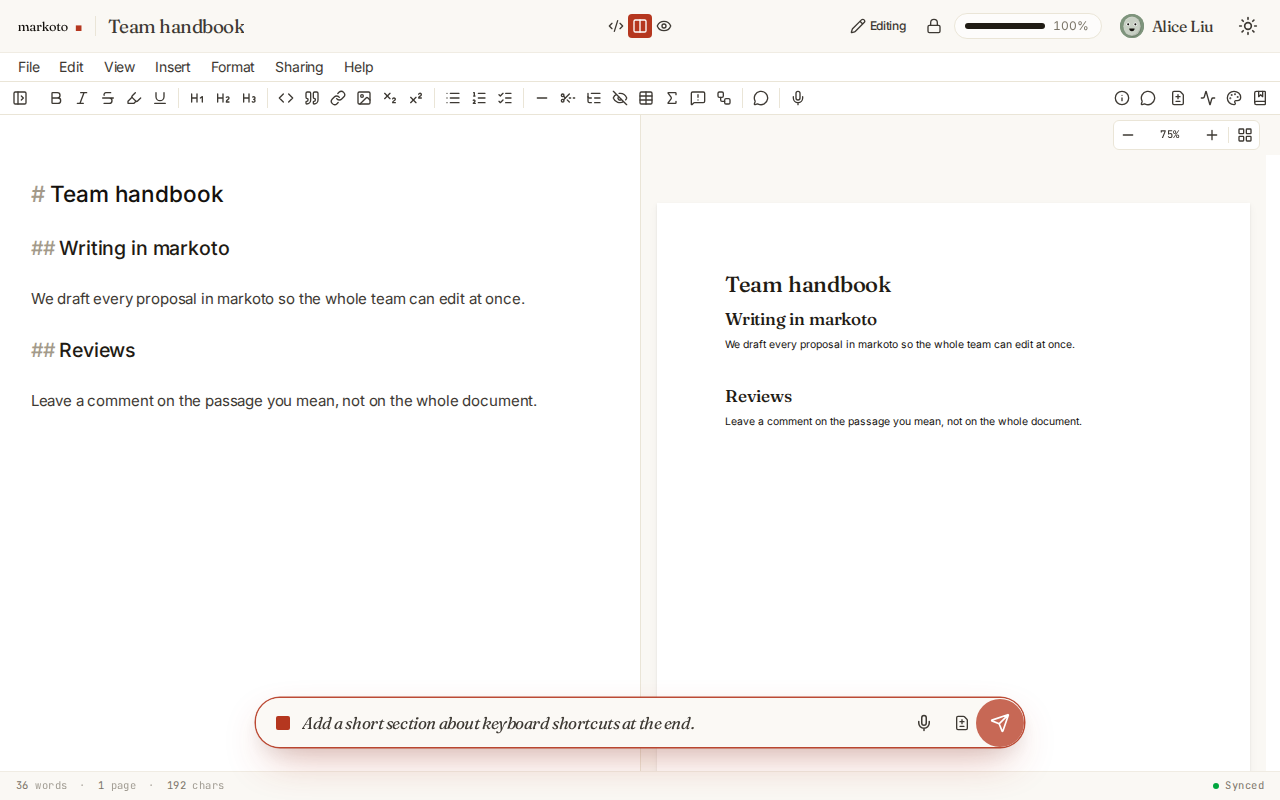 markoto
Team handbook
Editing
100%
Alice Liu
File Edit View Insert Format Sharing Help
H1 H2 H3
75%
# Team handbook
## Writing in markoto
We draft every proposal in markoto so the whole team can edit at once.
## Reviews
Leave a comment on the passage you mean, not on the whole document.
Team handbook
Writing in markoto
We draft every proposal in markoto so the whole team can edit at once.
Reviews
Leave a comment on the passage you mean, not on the whole document.
Add a short section about keyboard shortcuts at the end.
36 words · 1 page · 192 chars
Synced